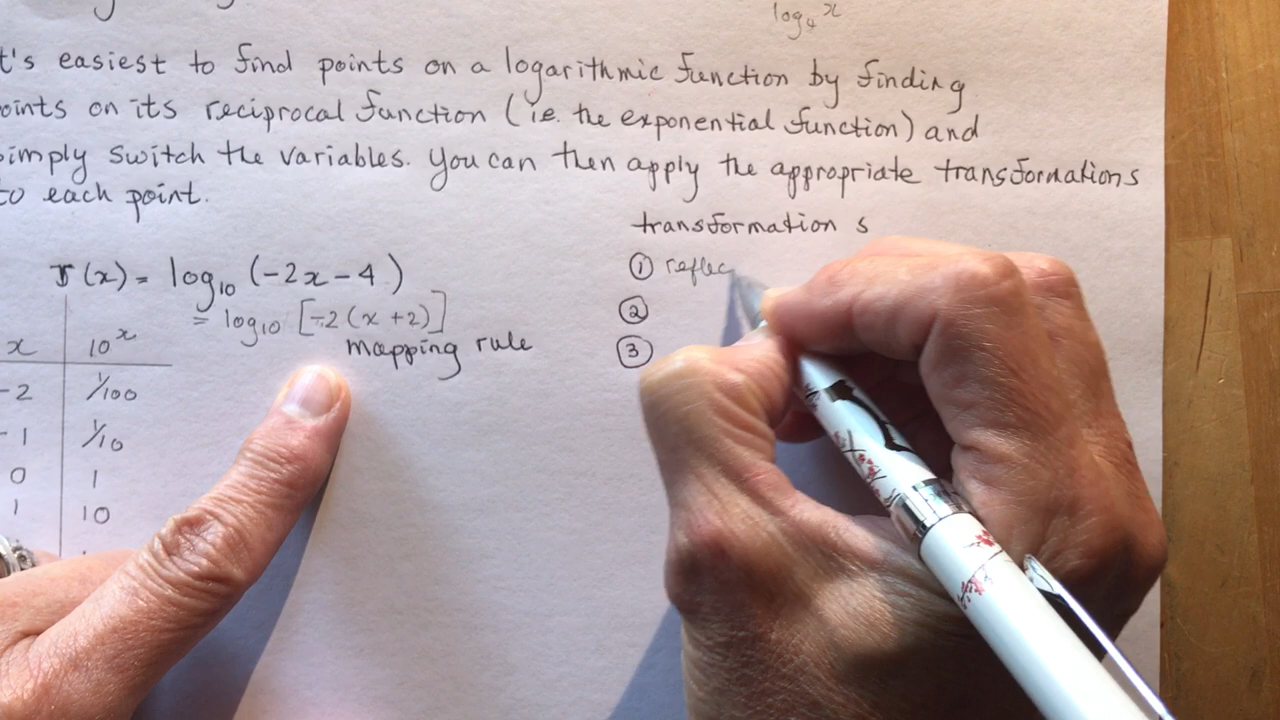 log₄ x
t's easiest to find points on a logarithmic function by finding
oints on its reciprocal function (i.e. the exponential function) and
simply switch the variables. You can then apply the appropriate transformations
to each point.
transformations
① reflec
②
③
f(x) = log₁₀ (-2x-4)
= log₁₀ [-2(x+2)]
mapping rule
x 10ˣ
-2 1/100
-1 1/10
0 1
1 10